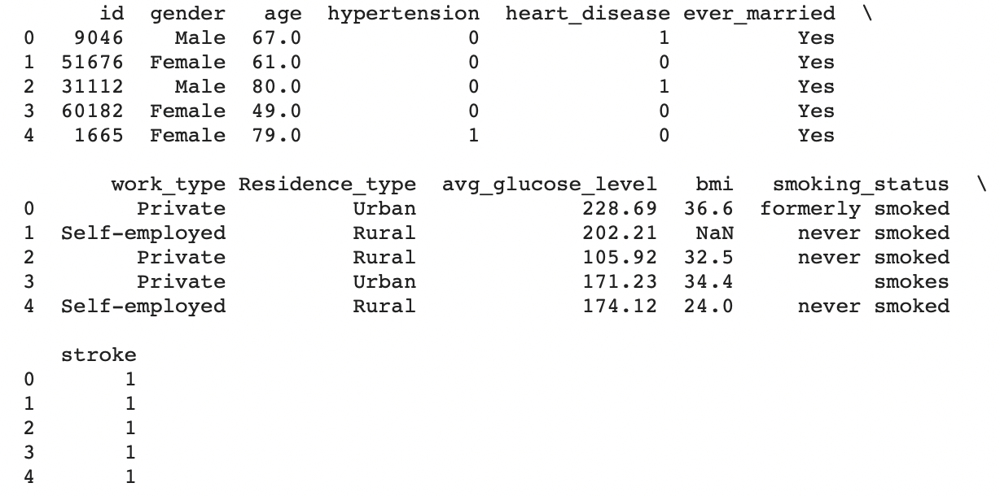 id gender age hypertension heart_disease ever_married \
0 9046 Male 67.0 0 1 Yes
1 51676 Female 61.0 0 0 Yes
2 31112 Male 80.0 0 1 Yes
3 60182 Female 49.0 0 0 Yes
4 1665 Female 79.0 1 0 Yes
work_type Residence_type avg_glucose_level bmi smoking_status \
0 Private Urban 228.69 36.6 formerly smoked
1 Self-employed Rural 202.21 NaN never smoked
2 Private Rural 105.92 32.5 never smoked
3 Private Urban 171.23 34.4 smokes
4 Self-employed Rural 174.12 24.0 never smoked
stroke
0 1
1 1
2 1
3 1
4 1